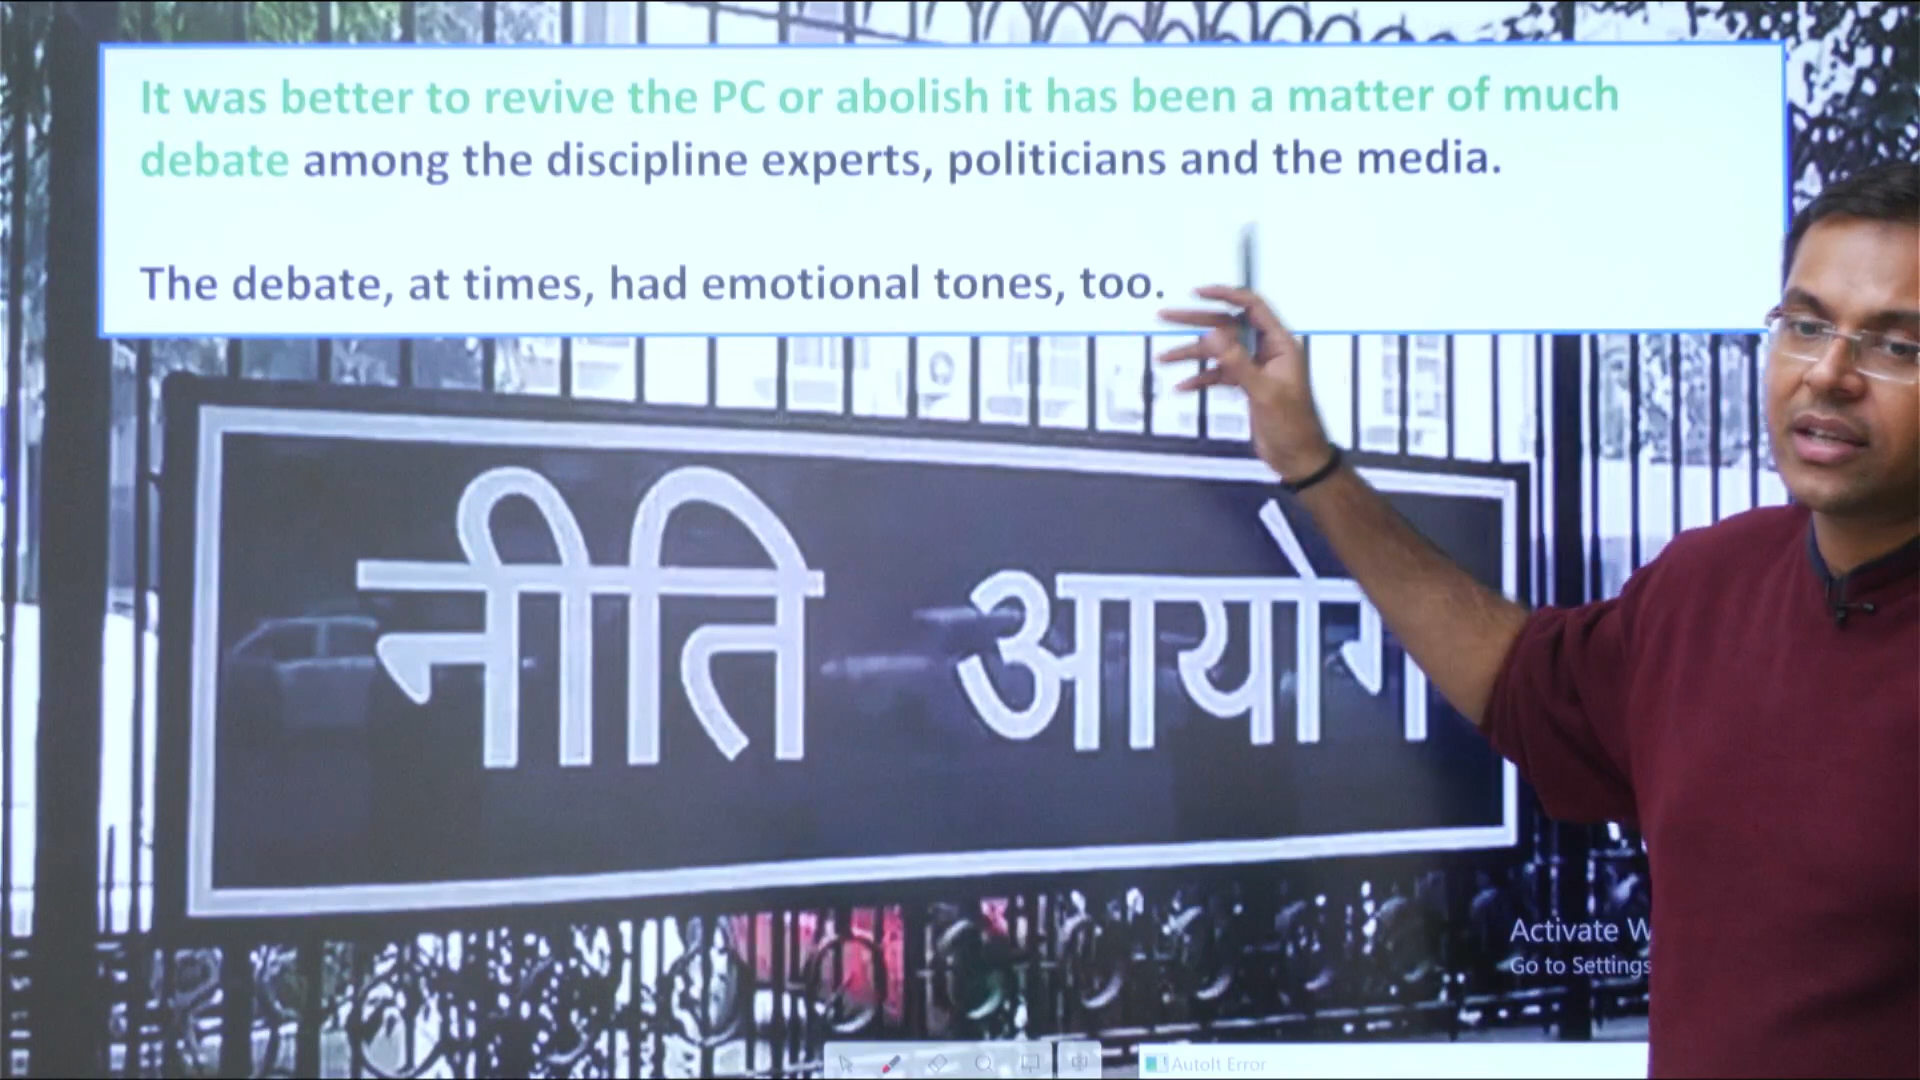 It was better to revive the PC or abolish it has been a matter of much
debate among the discipline experts, politicians and the media.
The debate, at times, had emotional tones, too.
नीति आयोग
Activate W
Go to Settings
AutoIt Error